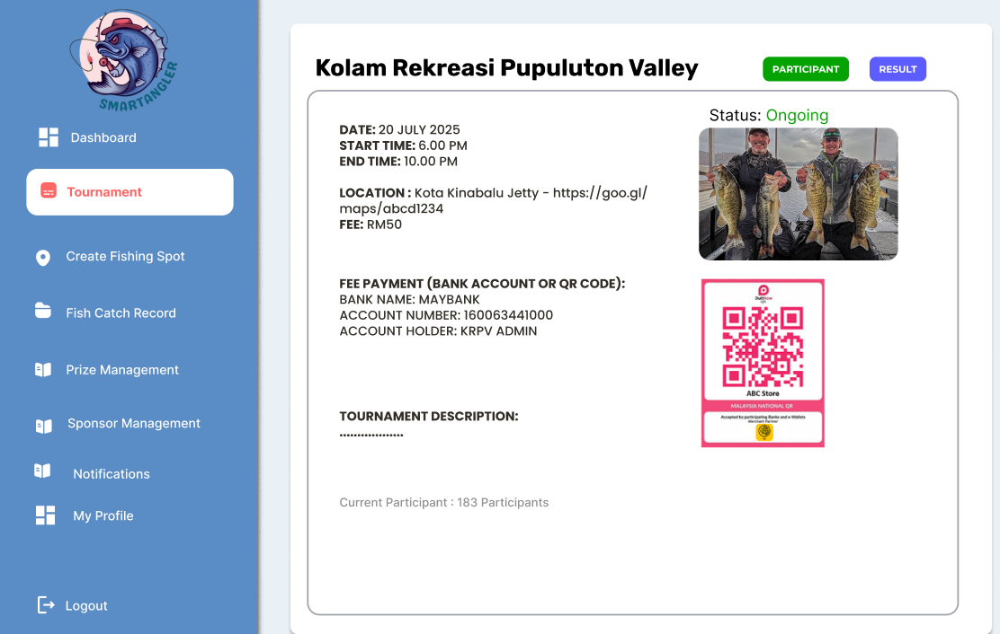 SMARTANGLER
Dashboard
Tournament
Create Fishing Spot
Fish Catch Record
Prize Management
Sponsor Management
Notifications
My Profile
Logout
Kolam Rekreasi Pupuluton Valley
PARTICIPANT
RESULT
DATE: 20 JULY 2025
START TIME: 6.00 PM
END TIME: 10.00 PM
LOCATION : Kota Kinabalu Jetty - https://goo.gl/
maps/abcd1234
FEE: RM50
FEE PAYMENT (BANK ACCOUNT OR QR CODE):
BANK NAME: MAYBANK
ACCOUNT NUMBER: 160063441000
ACCOUNT HOLDER: KRPV ADMIN
TOURNAMENT DESCRIPTION:
..................
Current Participant : 183 Participants
Status: Ongoing
DuitNow
QR
ABC Store
MALAYSIA NATIONAL QR
Accepted by participating Banks and e-Wallets
Merchant Partner